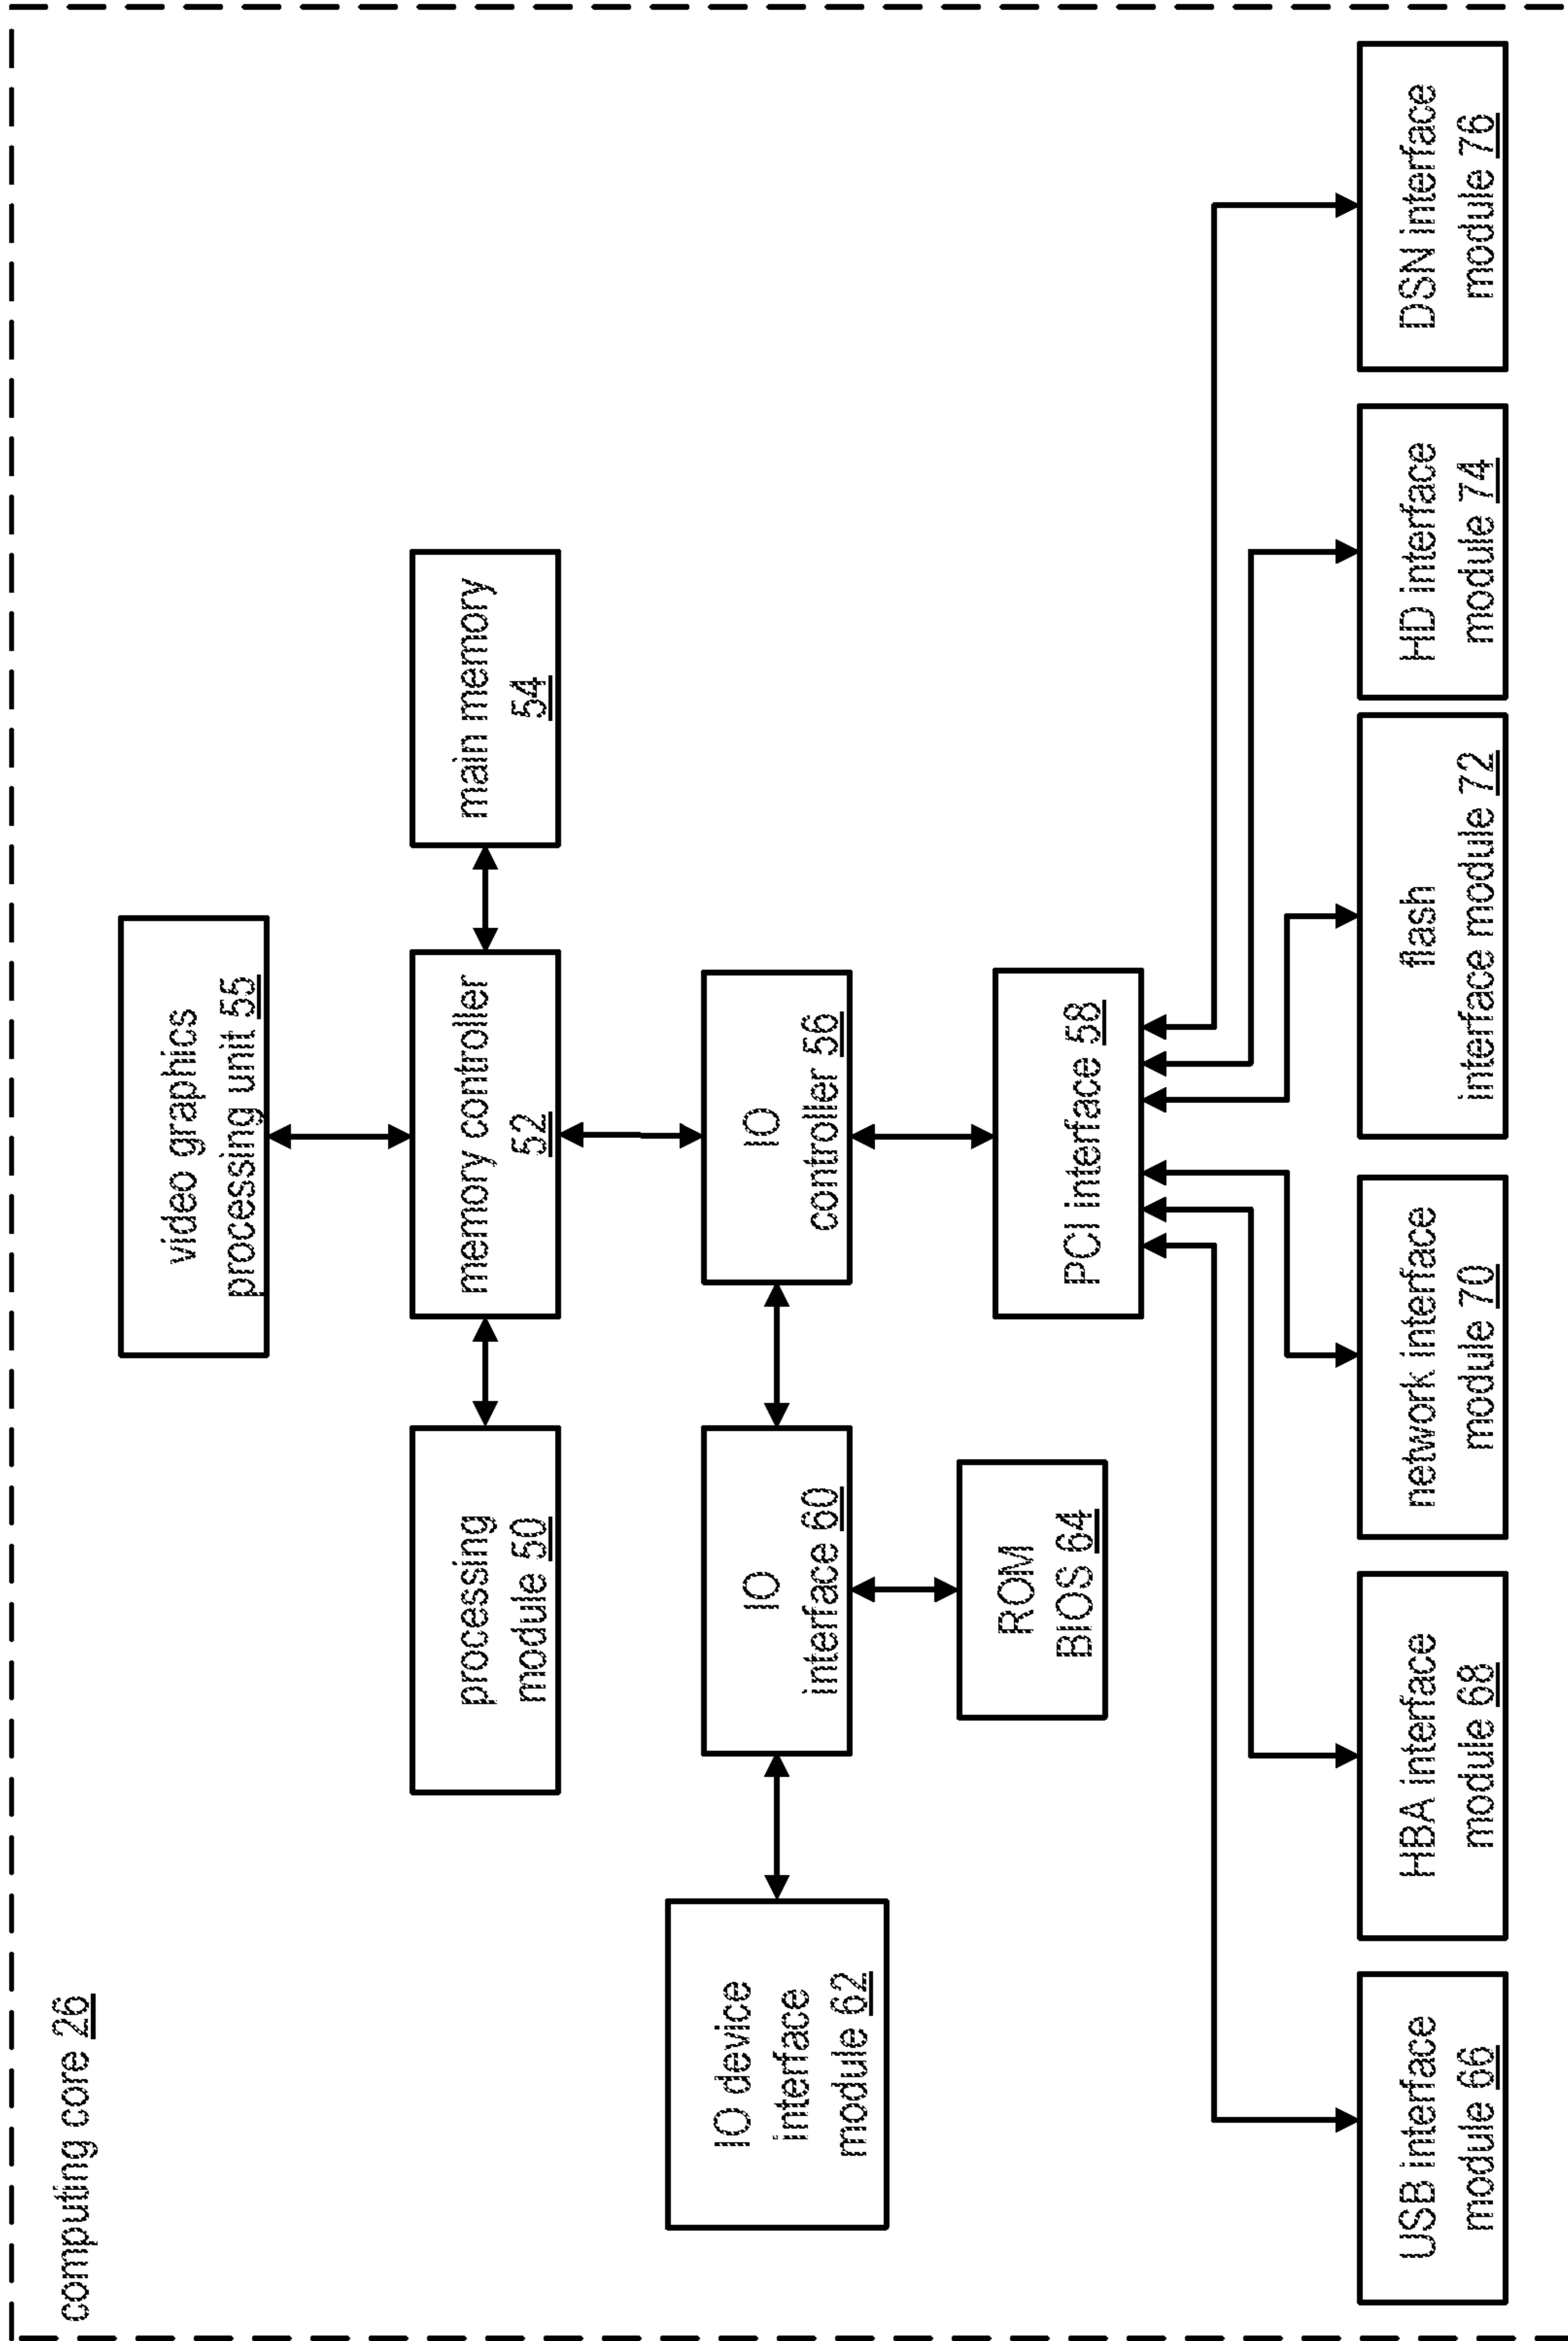 computing core 26
video graphics
processing unit 55
processing
module 50
memory controller
52
main memory
54
IO device
interface
module 62
IO
interface 60
IO
controller 56
ROM
BIOS 64
PCI interface 58
USB interface
module 66
HBA interface
module 68
network interface
module 70
flash
interface module 72
HD interface
module 74
DSN interface
module 76